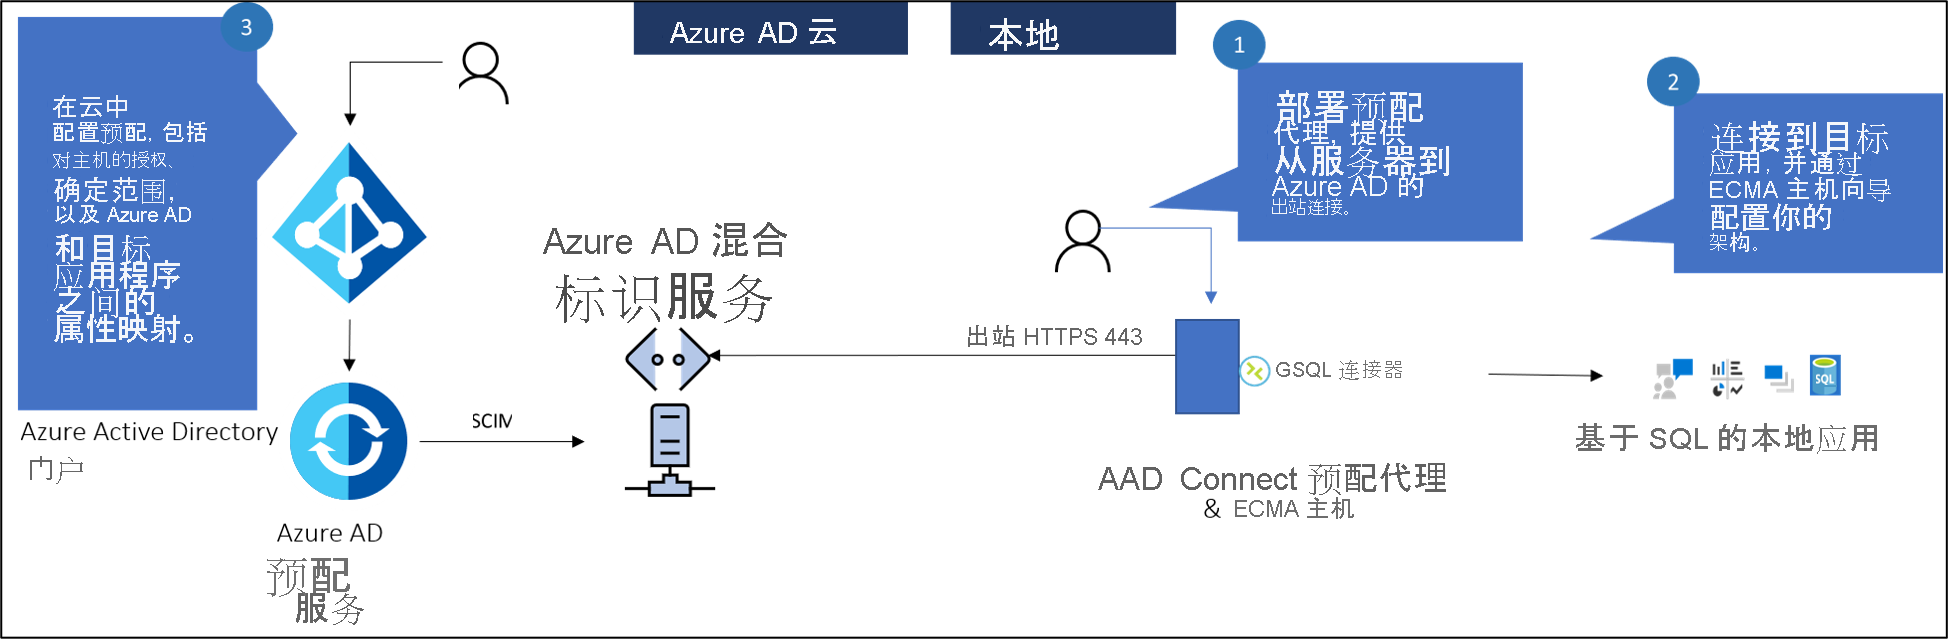 Azure AD 云
本地
3
在云中
配置预配, 包括
对主机的授权、
确定范围，
以及 Azure AD
和目标
应用程序
之间的
属性映射。
1
部署预配
代理, 提供
从服务器到
Azure AD 的
出站连接。
2
连接到目标
应用, 并通过
ECMA 主机向导
配置你的
架构。
Azure AD 混合
标识服务
出站 HTTPS 443
GSQL 连接器
SQL
Azure Active Directory
门户
SCIM
基于 SQL 的本地应用
AAD Connect 预配代理
& ECMA 主机
Azure AD
预配
服务